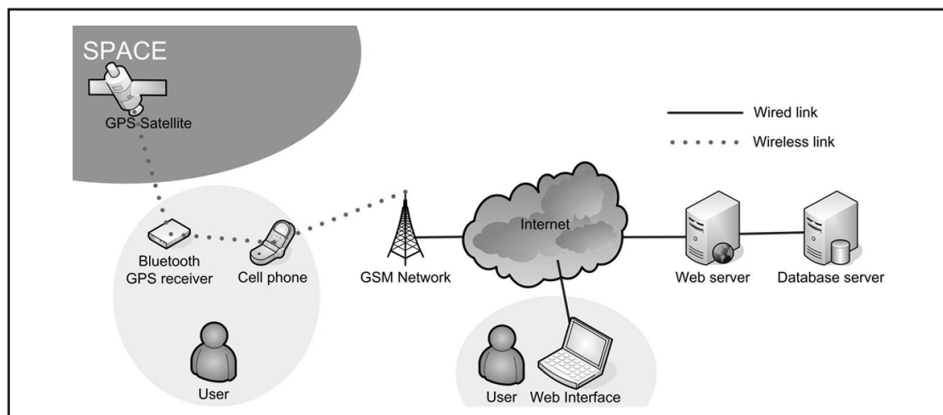 SPACE
GPS Satellite
Wired link
Wireless link
Internet
Bluetooth
GPS receiver
Cell phone
GSM Network
Web server
Database server
User
User
Web Interface